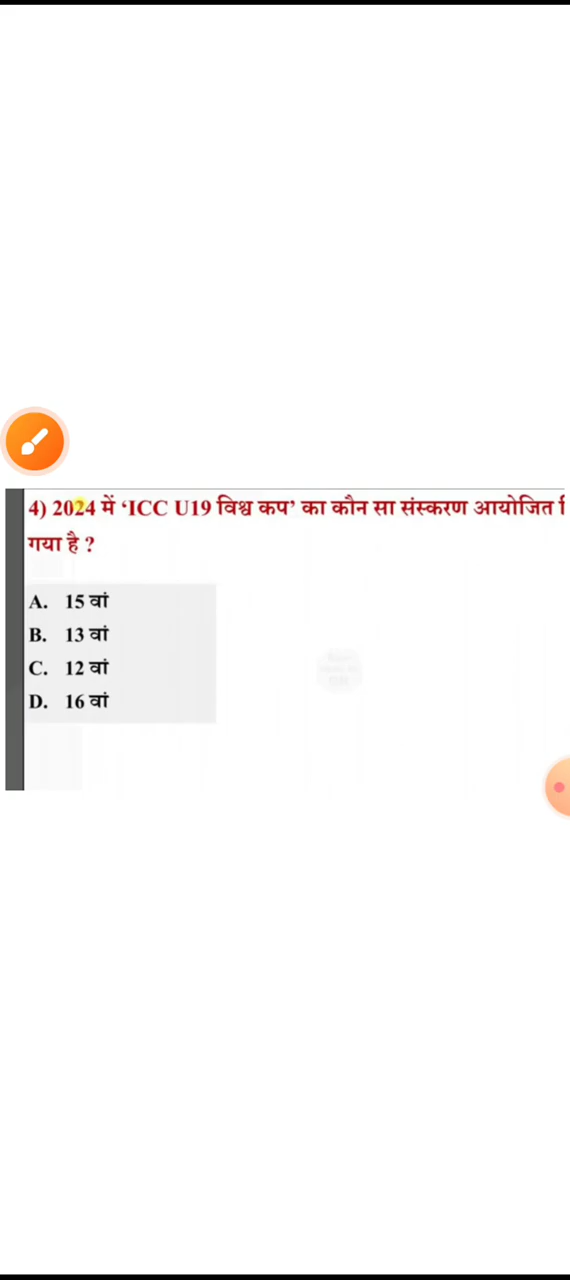 4) 2024 में ‘ICC U19 विश्व कप’ का कौन सा संस्करण आयोजित
गया है ?
A. 15 वां
B. 13 वां
C. 12 वां
D. 16 वां